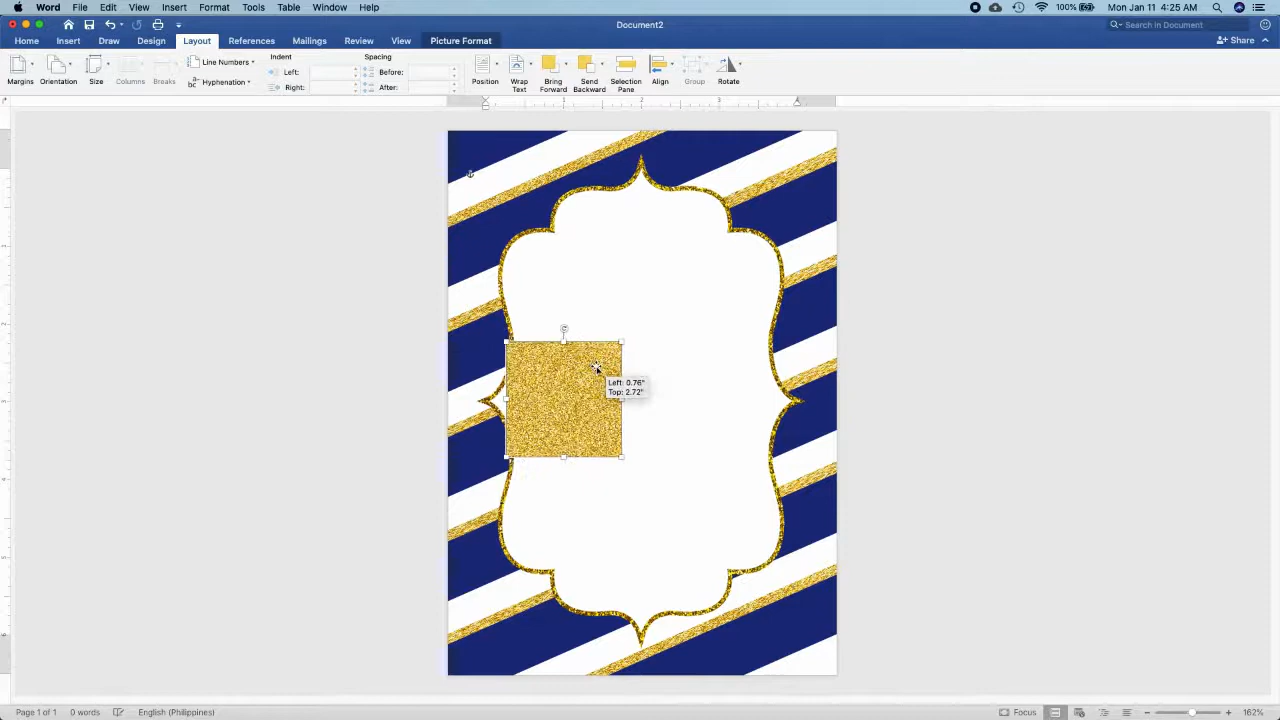 Word File Edit View Insert Format Tools Table Window Help 100% Mon Jan 11 4:25 AM
Document2 Search in Document
Home Insert Draw Design Layout References Mailings Review View Picture Format Share
Line Numbers Indent Spacing
Left: Before:
Hyphenation Right: After:
Margins Orientation Size Columns Breaks Position Wrap Text Bring Forward Send Backward Selection Pane Align Group Rotate
1 2 3
Left: 0.76"
Top: 2.72"
Page 1 of 1 0 words English (Philippines) Focus 162%